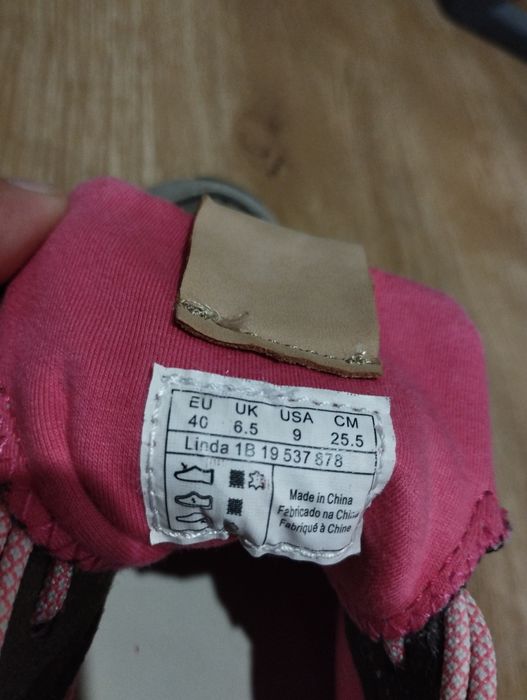 EU UK USA CM
40 6.5 9 25.5
Linda 1B 19 537 878
Made in China
Fabricado na China
Fabriqué à Chine